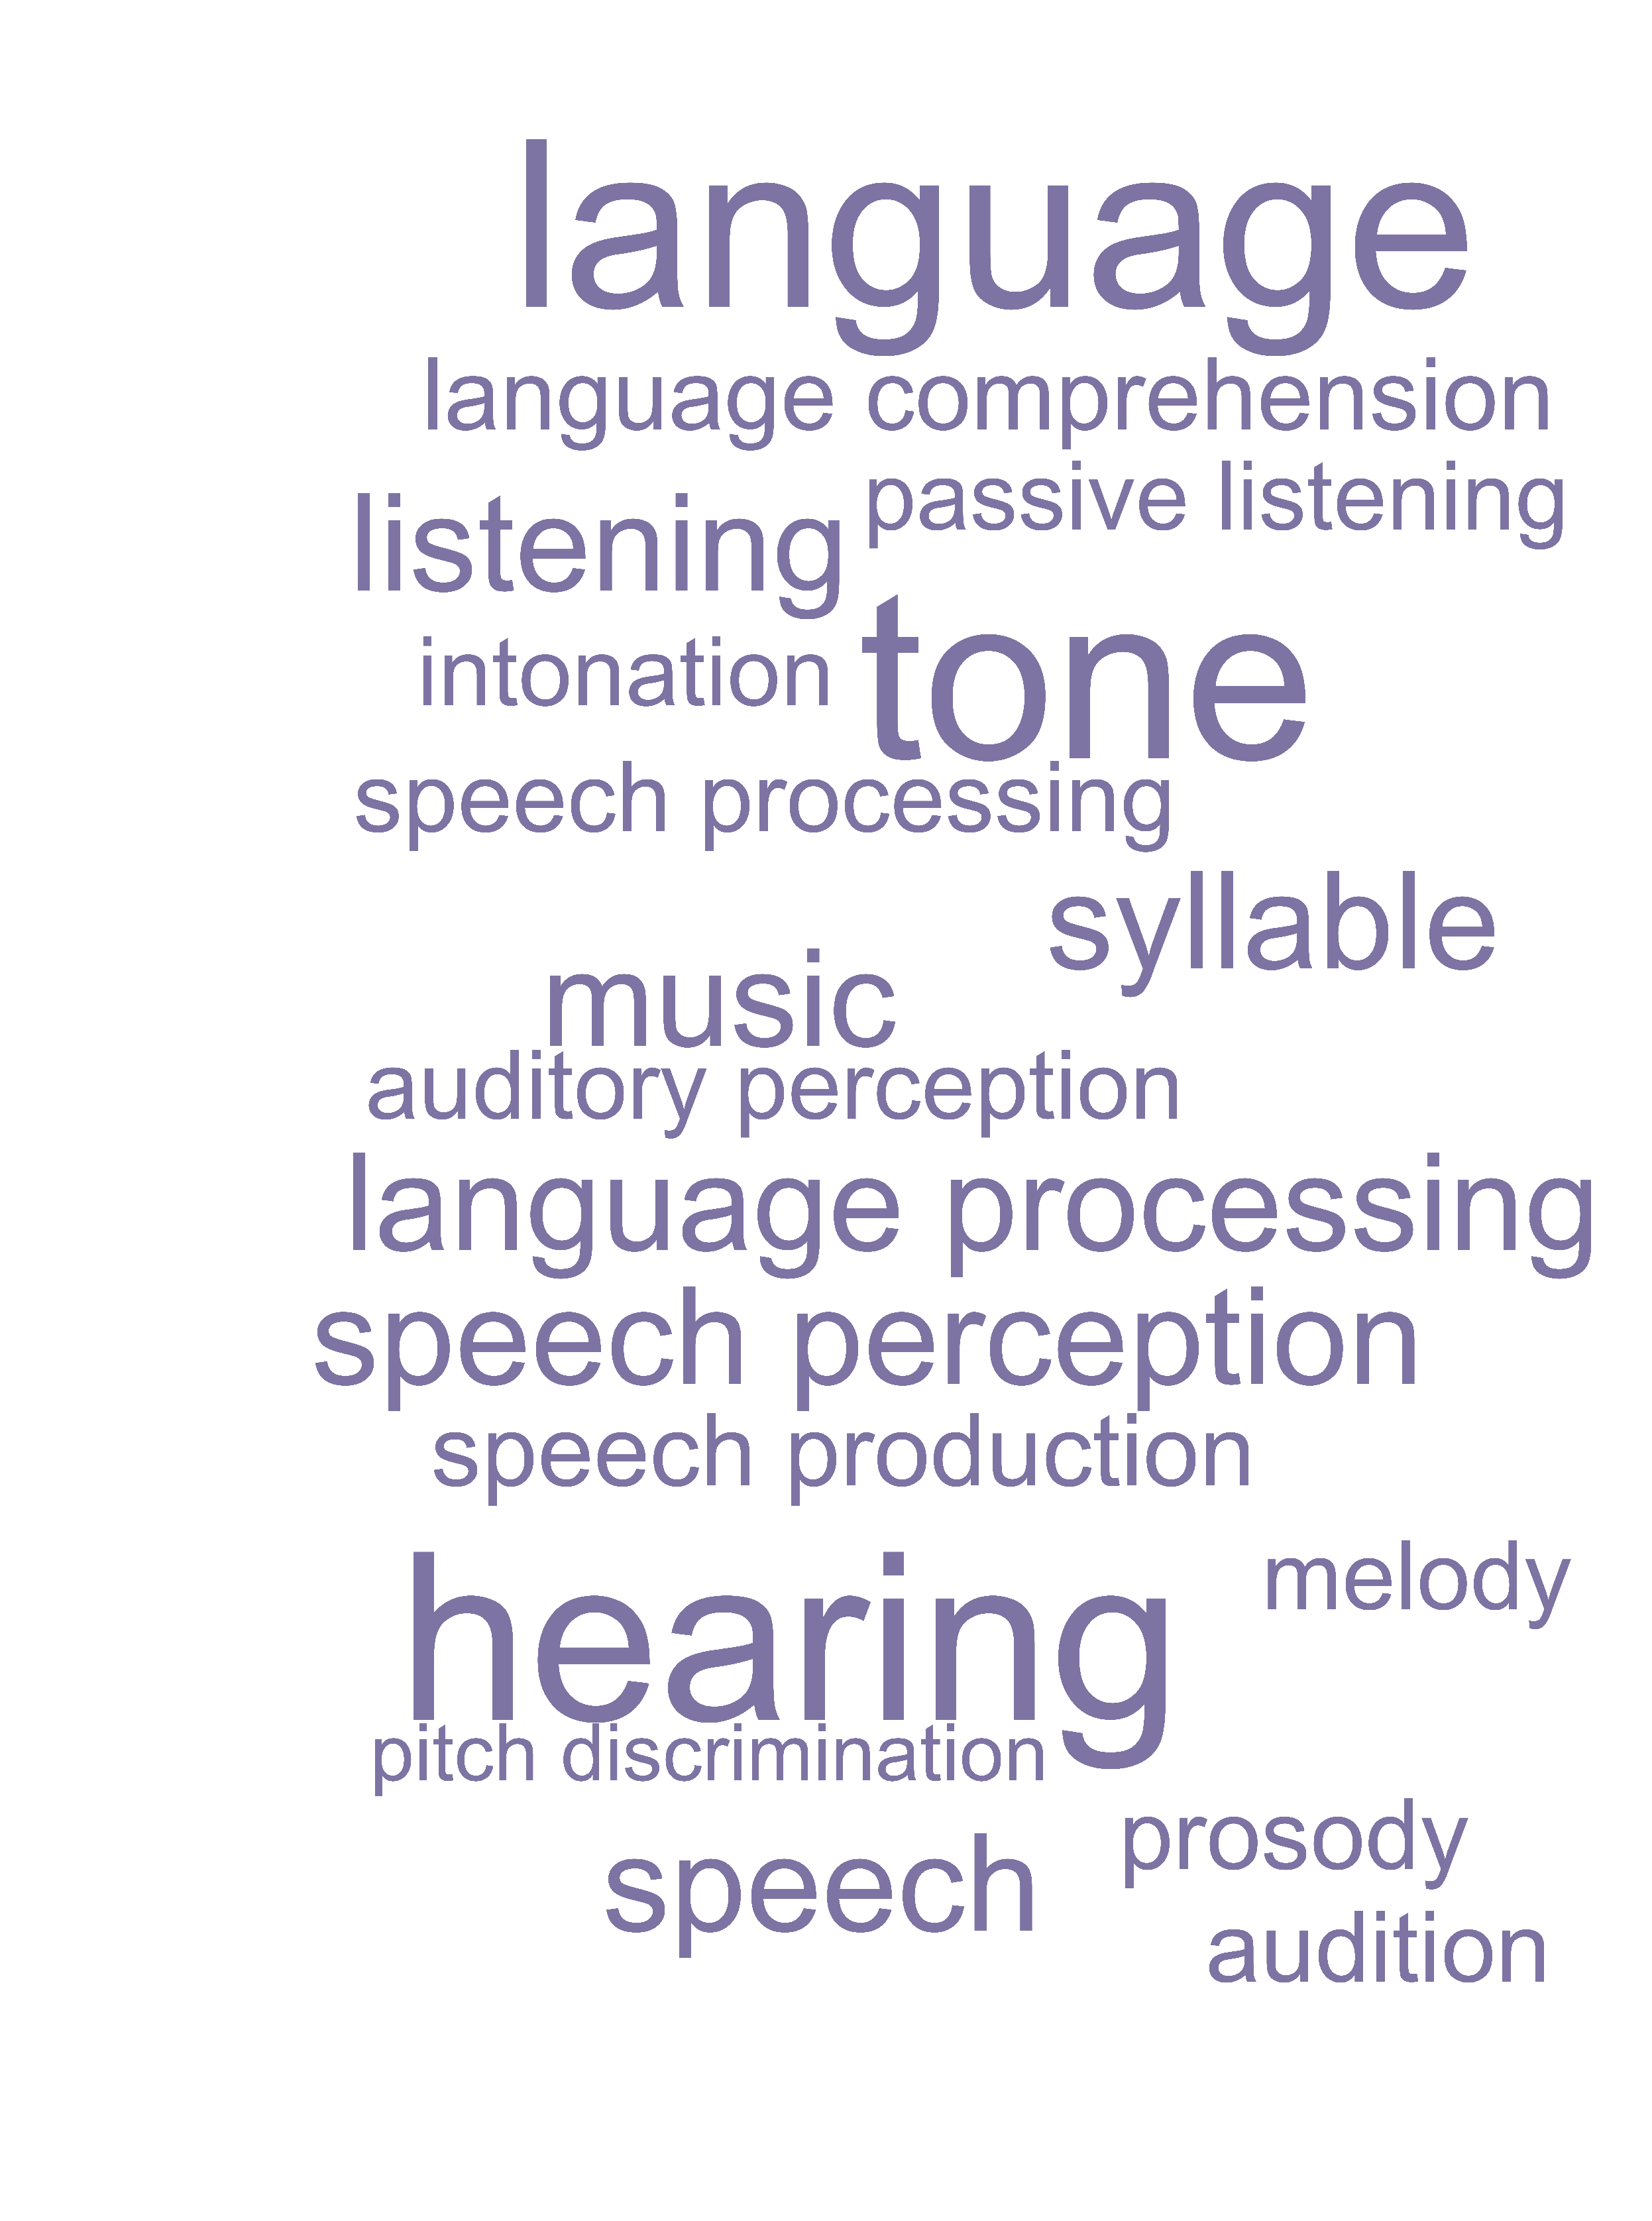 language
language comprehension
passive listening
listening
tone
intonation
speech processing
syllable
music
auditory perception
language processing
speech perception
speech production
melody
hearing
pitch discrimination
prosody
speech
audition